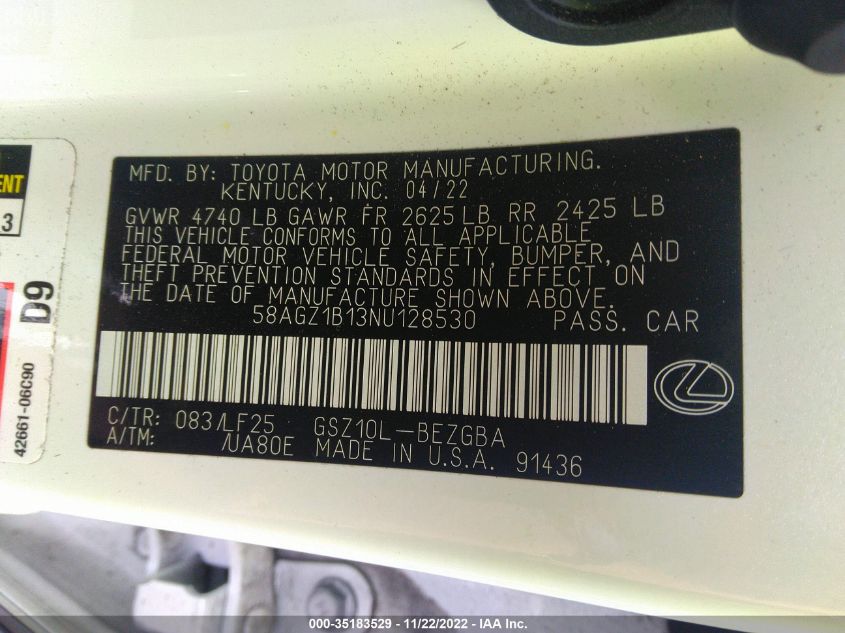 MFD. BY: TOYOTA MOTOR MANUFACTURING.
KENTUCKY, INC. 04/22
GVWR 4740 LB GAWR FR 2625 LB RR 2425 LB
THIS VEHICLE CONFORMS TO ALL APPLICABLE
FEDERAL MOTOR VEHICLE SAFETY, BUMPER, AND
THEFT PREVENTION STANDARDS IN EFFECT ON
THE DATE OF MANUFACTURE SHOWN ABOVE.
58AGZ1B13NU128530 PASS. CAR
C/TR: 083/LF25 GSZ10L-BEZGBA
A/TM: /UA80E MADE IN U.S.A. 91436
3
D9
42661-06C90
000-35183529 - 11/22/2022 - IAA Inc.